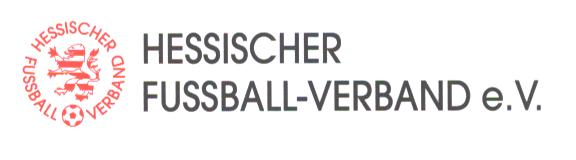 HESSISCHER FUSSBALL VERBAND
HESSISCHER
FUSSBALL-VERBAND e.V.